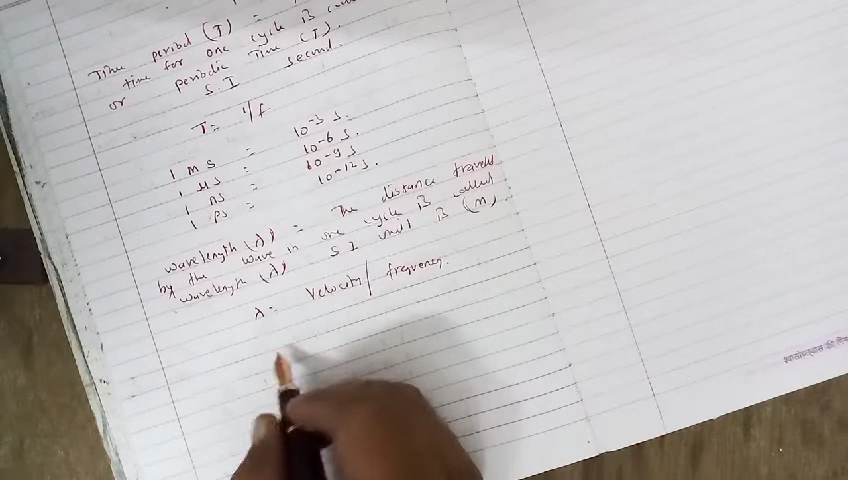 Time period (T) =
time for one cycle is
or periodic Time (T).
S.I second.
T= 1/f
1 MS = 10-3 s.
1 μs = 10-6 s.
1 ns = 10-9 s
1 ps = 10-12 s.
wavelength (λ) = The distance traveled
by the wave in one cycle is called
wavelength (λ) S I unit is (m).
λ = Velocity/ frequency.